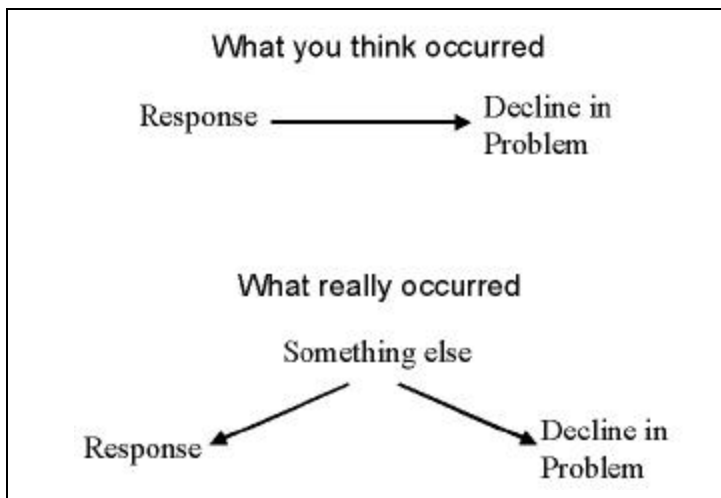 What you think occurred
Response
Decline in
Problem
What really occurred
Something else
Response
Decline in
Problem